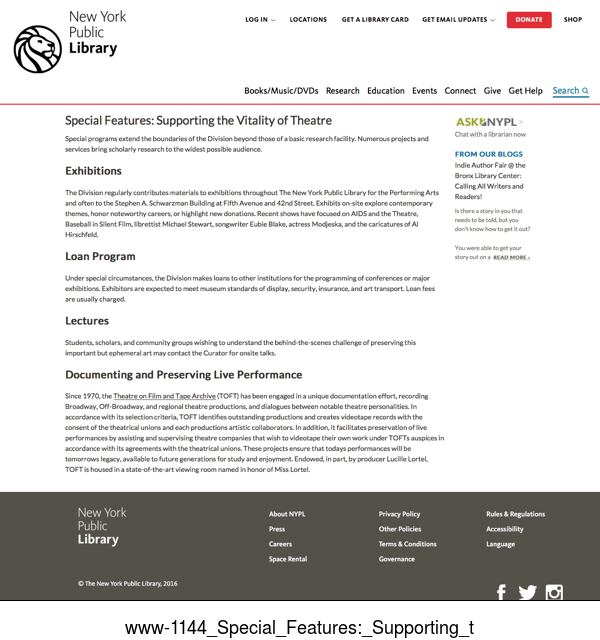 New York
Public
Library
LOG IN
LOCATIONS
GET A LIBRARY CARD
GET EMAIL UPDATES
DONATE
SHOP
Books/Music/DVDs Research Education Events Connect Give Get Help Search
Special Features: Supporting the Vitality of Theatre
Special programs extend the boundaries of the Division beyond those of a basic research facility. Numerous projects and
services bring scholarly research to the widest possible audience.
Exhibitions
The Division regularly contributes materials to exhibitions throughout The New York Public Library for the Performing Arts
and often to the Stephen A. Schwarzman Building at Fifth Avenue and 42nd Street. Exhibits on-site explore contemporary
themes, honor noteworthy careers, or highlight new donations. Recent shows have focused on AIDS and the Theatre,
Baseball in Silent Film, librettist Michael Stewart, songwriter Eubie Blake, actress Modjeska, and the caricatures of Al
Hirschfeld.
Loan Program
Under special circumstances, the Division makes loans to other institutions for the programming of conferences or major
exhibitions. Exhibitors are expected to meet museum standards of display, security, insurance, and art transport. Loan fees
are usually charged.
Lectures
Students, scholars, and community groups wishing to understand the behind-the-scenes challenge of preserving this
important but ephemeral art may contact the Curator for onsite talks.
Documenting and Preserving Live Performance
Since 1970, the Theatre on Film and Tape Archive (TOFT) has been engaged in a unique documentation effort, recording
Broadway, Off-Broadway, and regional theatre productions, and dialogues between notable theatre personalities. In
accordance with its selection criteria, TOFT identifies outstanding productions and creates videotape records with the
consent of the theatrical unions and each productions artistic collaborators. In addition, it facilitates preservation of live
performances by assisting and supervising theatre companies that wish to videotape their own work under TOFTs auspices in
accordance with its agreements with the theatrical unions. These projects ensure that todays performances will be
tomorrows legacy, available to future generations for study and enjoyment. Endowed, in part, by producer Lucille Lortel,
TOFT is housed in a state-of-the-art viewing room named in honor of Miss Lortel.
ASK NYPL >
Chat with a librarian now
FROM OUR BLOGS
Indie Author Fair @ the
Bronx Library Center:
Calling All Writers and
Readers!
Is there a story in you that
needs to be told, but you
don't know how to get it out?
You were able to get your
story out on a READ MORE ›
New York
Public
Library
About NYPL
Press
Careers
Space Rental
Privacy Policy
Other Policies
Terms & Conditions
Governance
Rules & Regulations
Accessibility
Language
© The New York Public Library, 2016
www-1144_Special_Features:_Supporting_t